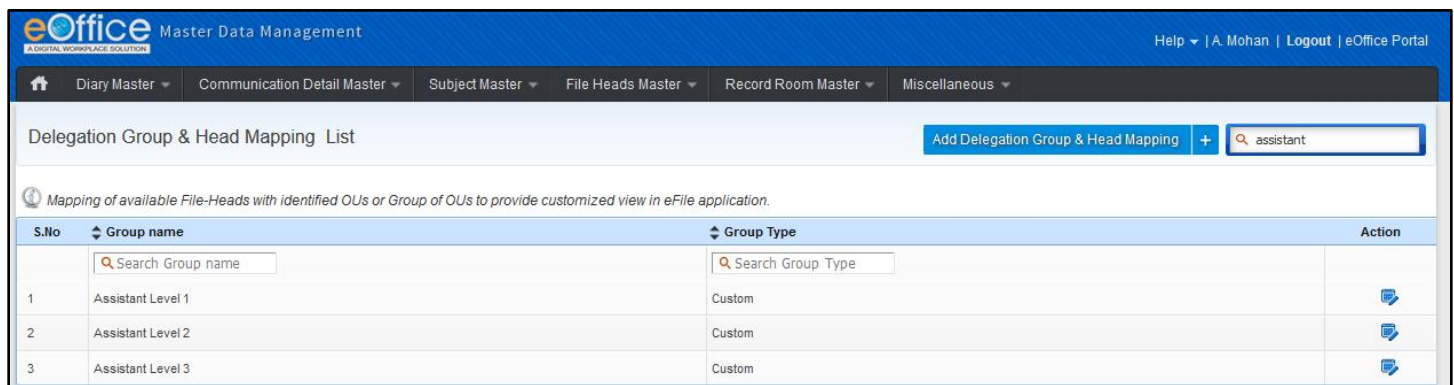 eOffice Master Data Management
A DIGITAL WORKPLACE SOLUTION
Help | A. Mohan | Logout | eOffice Portal
Diary Master Communication Detail Master Subject Master File Heads Master Record Room Master Miscellaneous
Delegation Group & Head Mapping List Add Delegation Group & Head Mapping + assistant
Mapping of available File-Heads with identified OUs or Group of OUs to provide customized view in eFile application.
S.No Group name Group Type Action
Search Group name Search Group Type
1 Assistant Level 1 Custom
2 Assistant Level 2 Custom
3 Assistant Level 3 Custom